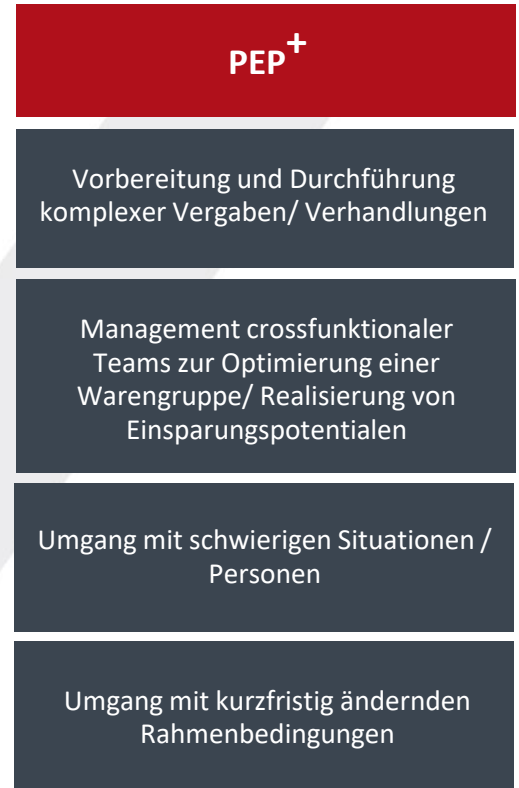 PEP+
Vorbereitung und Durchführung
komplexer Vergaben/ Verhandlungen
Management crossfunktionaler
Teams zur Optimierung einer
Warengruppe/ Realisierung von
Einsparungspotentialen
Umgang mit schwierigen Situationen /
Personen
Umgang mit kurzfristig ändernden
Rahmenbedingungen